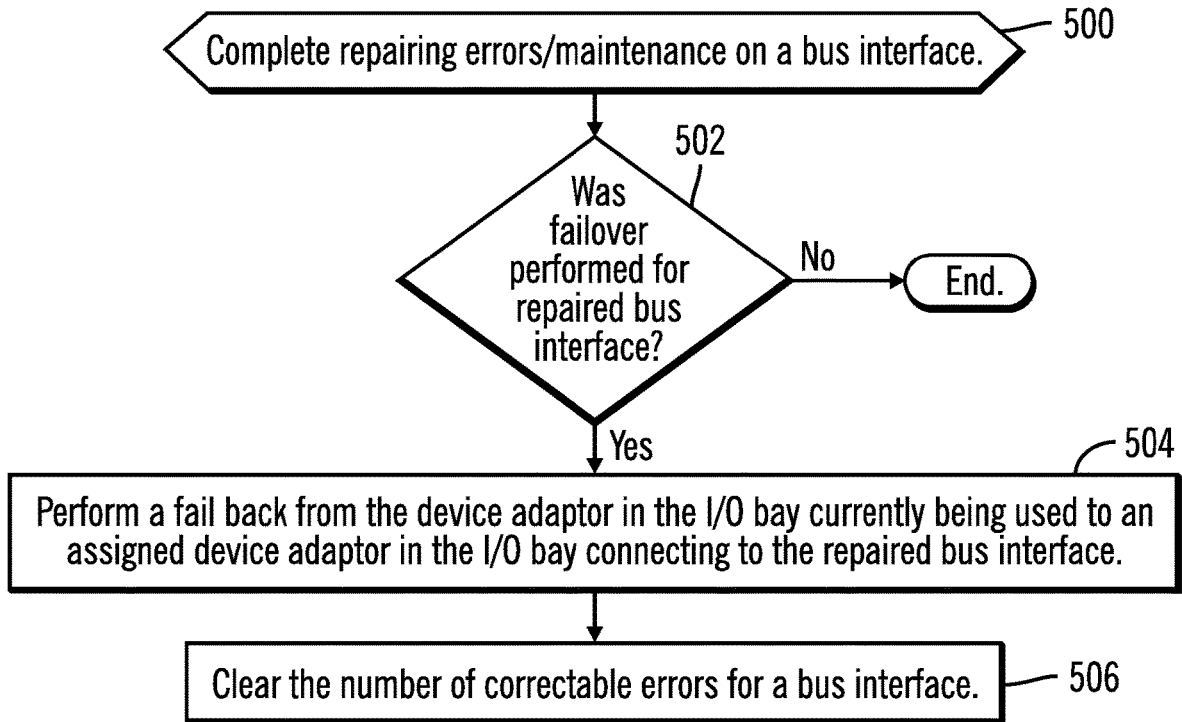 Complete repairing errors/maintenance on a bus interface.
500
502
Was
failover
performed for
repaired bus
interface?
No
End.
Yes
504
Perform a fail back from the device adaptor in the I/O bay currently being used to an
assigned device adaptor in the I/O bay connecting to the repaired bus interface.
Clear the number of correctable errors for a bus interface.
506